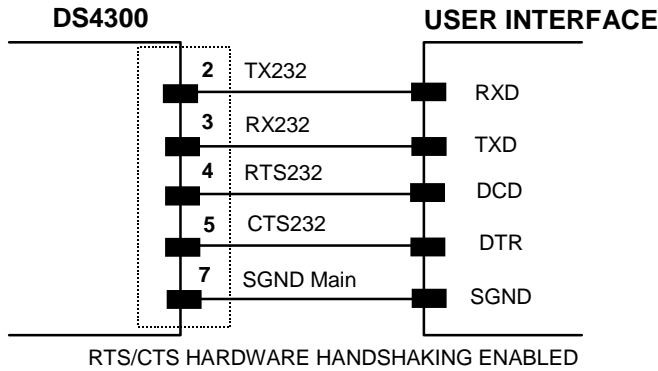 DS4300 USER INTERFACE
2 TX232 RXD
3 RX232 TXD
4 RTS232 DCD
5 CTS232 DTR
7 SGND Main SGND
RTS/CTS HARDWARE HANDSHAKING ENABLED